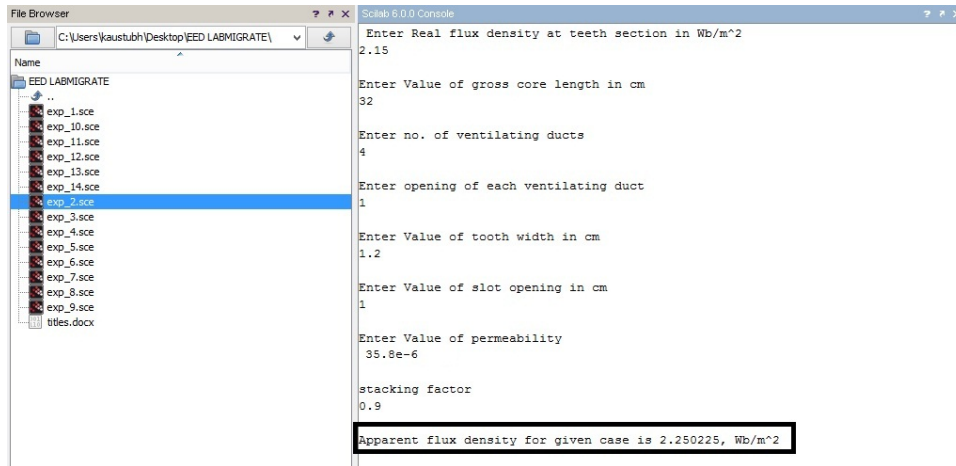 File Browser
C:\Users\kaustubh\Desktop\EED LABMIGRATE\
Name
EED LABMIGRATE
..
exp_1.sce
exp_10.sce
exp_11.sce
exp_12.sce
exp_13.sce
exp_14.sce
exp_2.sce
exp_3.sce
exp_4.sce
exp_5.sce
exp_6.sce
exp_7.sce
exp_8.sce
exp_9.sce
titles.docx
Scilab 6.0.0 Console
Enter Real flux density at teeth section in Wb/m^2
2.15
Enter Value of gross core length in cm
32
Enter no. of ventilating ducts
4
Enter opening of each ventilating duct
1
Enter Value of tooth width in cm
1.2
Enter Value of slot opening in cm
1
Enter Value of permeability
35.8e-6
stacking factor
0.9
Apparent flux density for given case is 2.250225, Wb/m^2